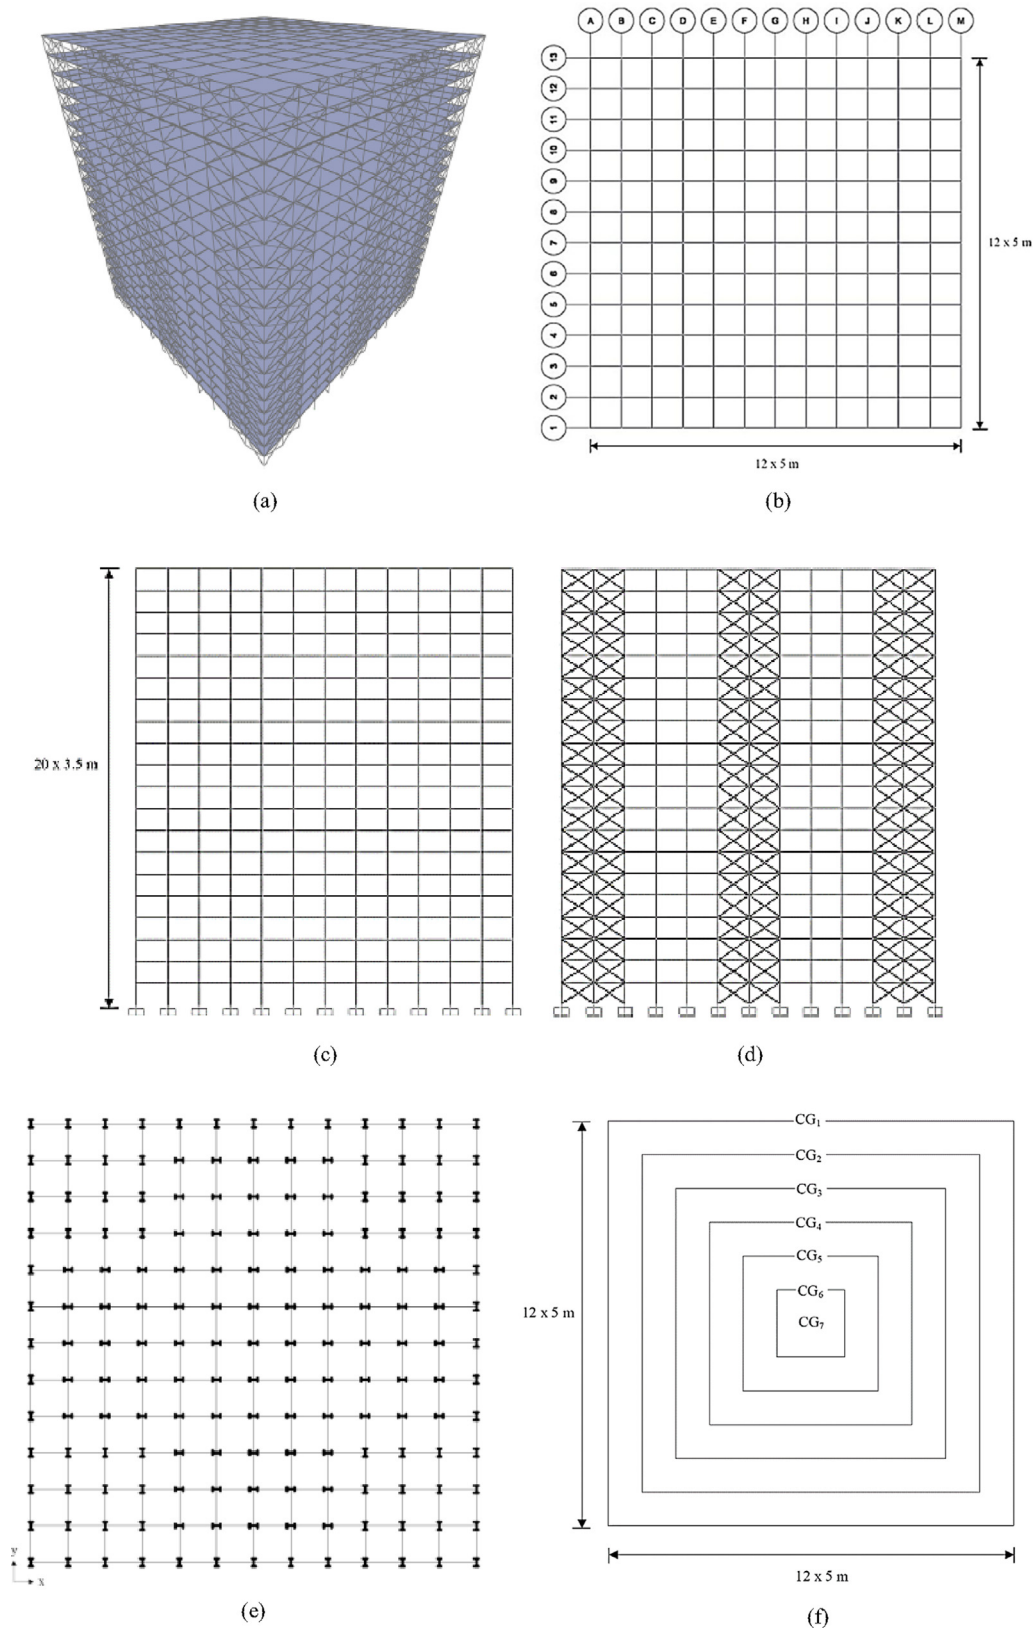 A B C D E F G H I J K L M
13
12
11
10
9
8
7
6
5
4
3
2
1
12 x 5 m
12 x 5 m
(a)
(b)
20 x 3.5 m
(c)
(d)
y
x
(e)
CG₁
CG₂
CG₃
CG₄
CG₅
CG₆
CG₇
12 x 5 m
12 x 5 m
(f)